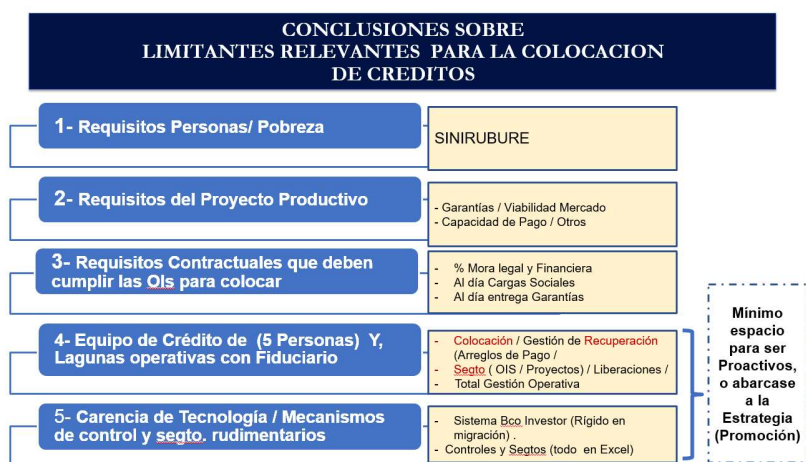 CONCLUSIONES SOBRE
LIMITANTES RELEVANTES PARA LA COLOCACION
DE CREDITOS
1- Requisitos Personas/ Pobreza
SINIRUBURE
2- Requisitos del Proyecto Productivo
- Garantías / Viabilidad Mercado
- Capacidad de Pago / Otros
3- Requisitos Contractuales que deben
cumplir las OIs para colocar
- % Mora legal y Financiera
- Al día Cargas Sociales
- Al día entrega Garantías
4- Equipo de Crédito de (5 Personas) Y,
Lagunas operativas con Fiduciario
- Colocación / Gestión de Recuperación
(Arreglos de Pago /
- Segto ( OIS / Proyectos) / Liberaciones /
- Total Gestión Operativa
5- Carencia de Tecnología / Mecanismos
de control y segto. rudimentarios
- Sistema Bco Investor (Rígido en
migración) .
- Controles y Segtos (todo en Excel)
Mínimo
espacio
para ser
Proactivos,
o abarcase
a la
Estrategia
(Promoción)